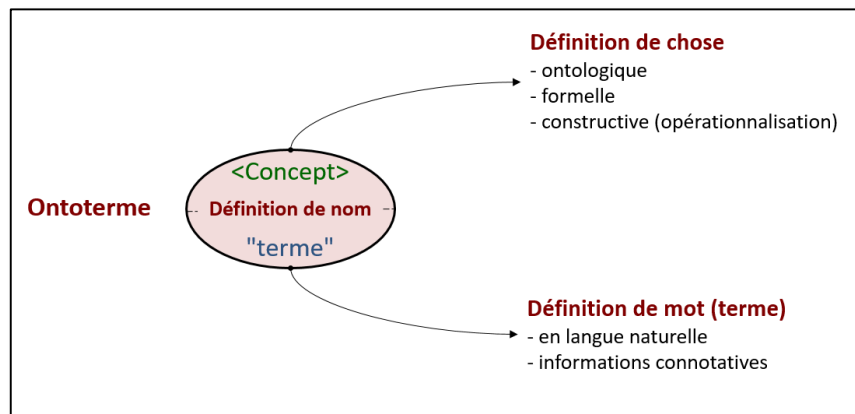 Définition de chose
- ontologique
- formelle
- constructive (opérationnalisation)
<Concept>
Ontoterme
Définition de nom
"terme"
Définition de mot (terme)
- en langue naturelle
- informations connotatives